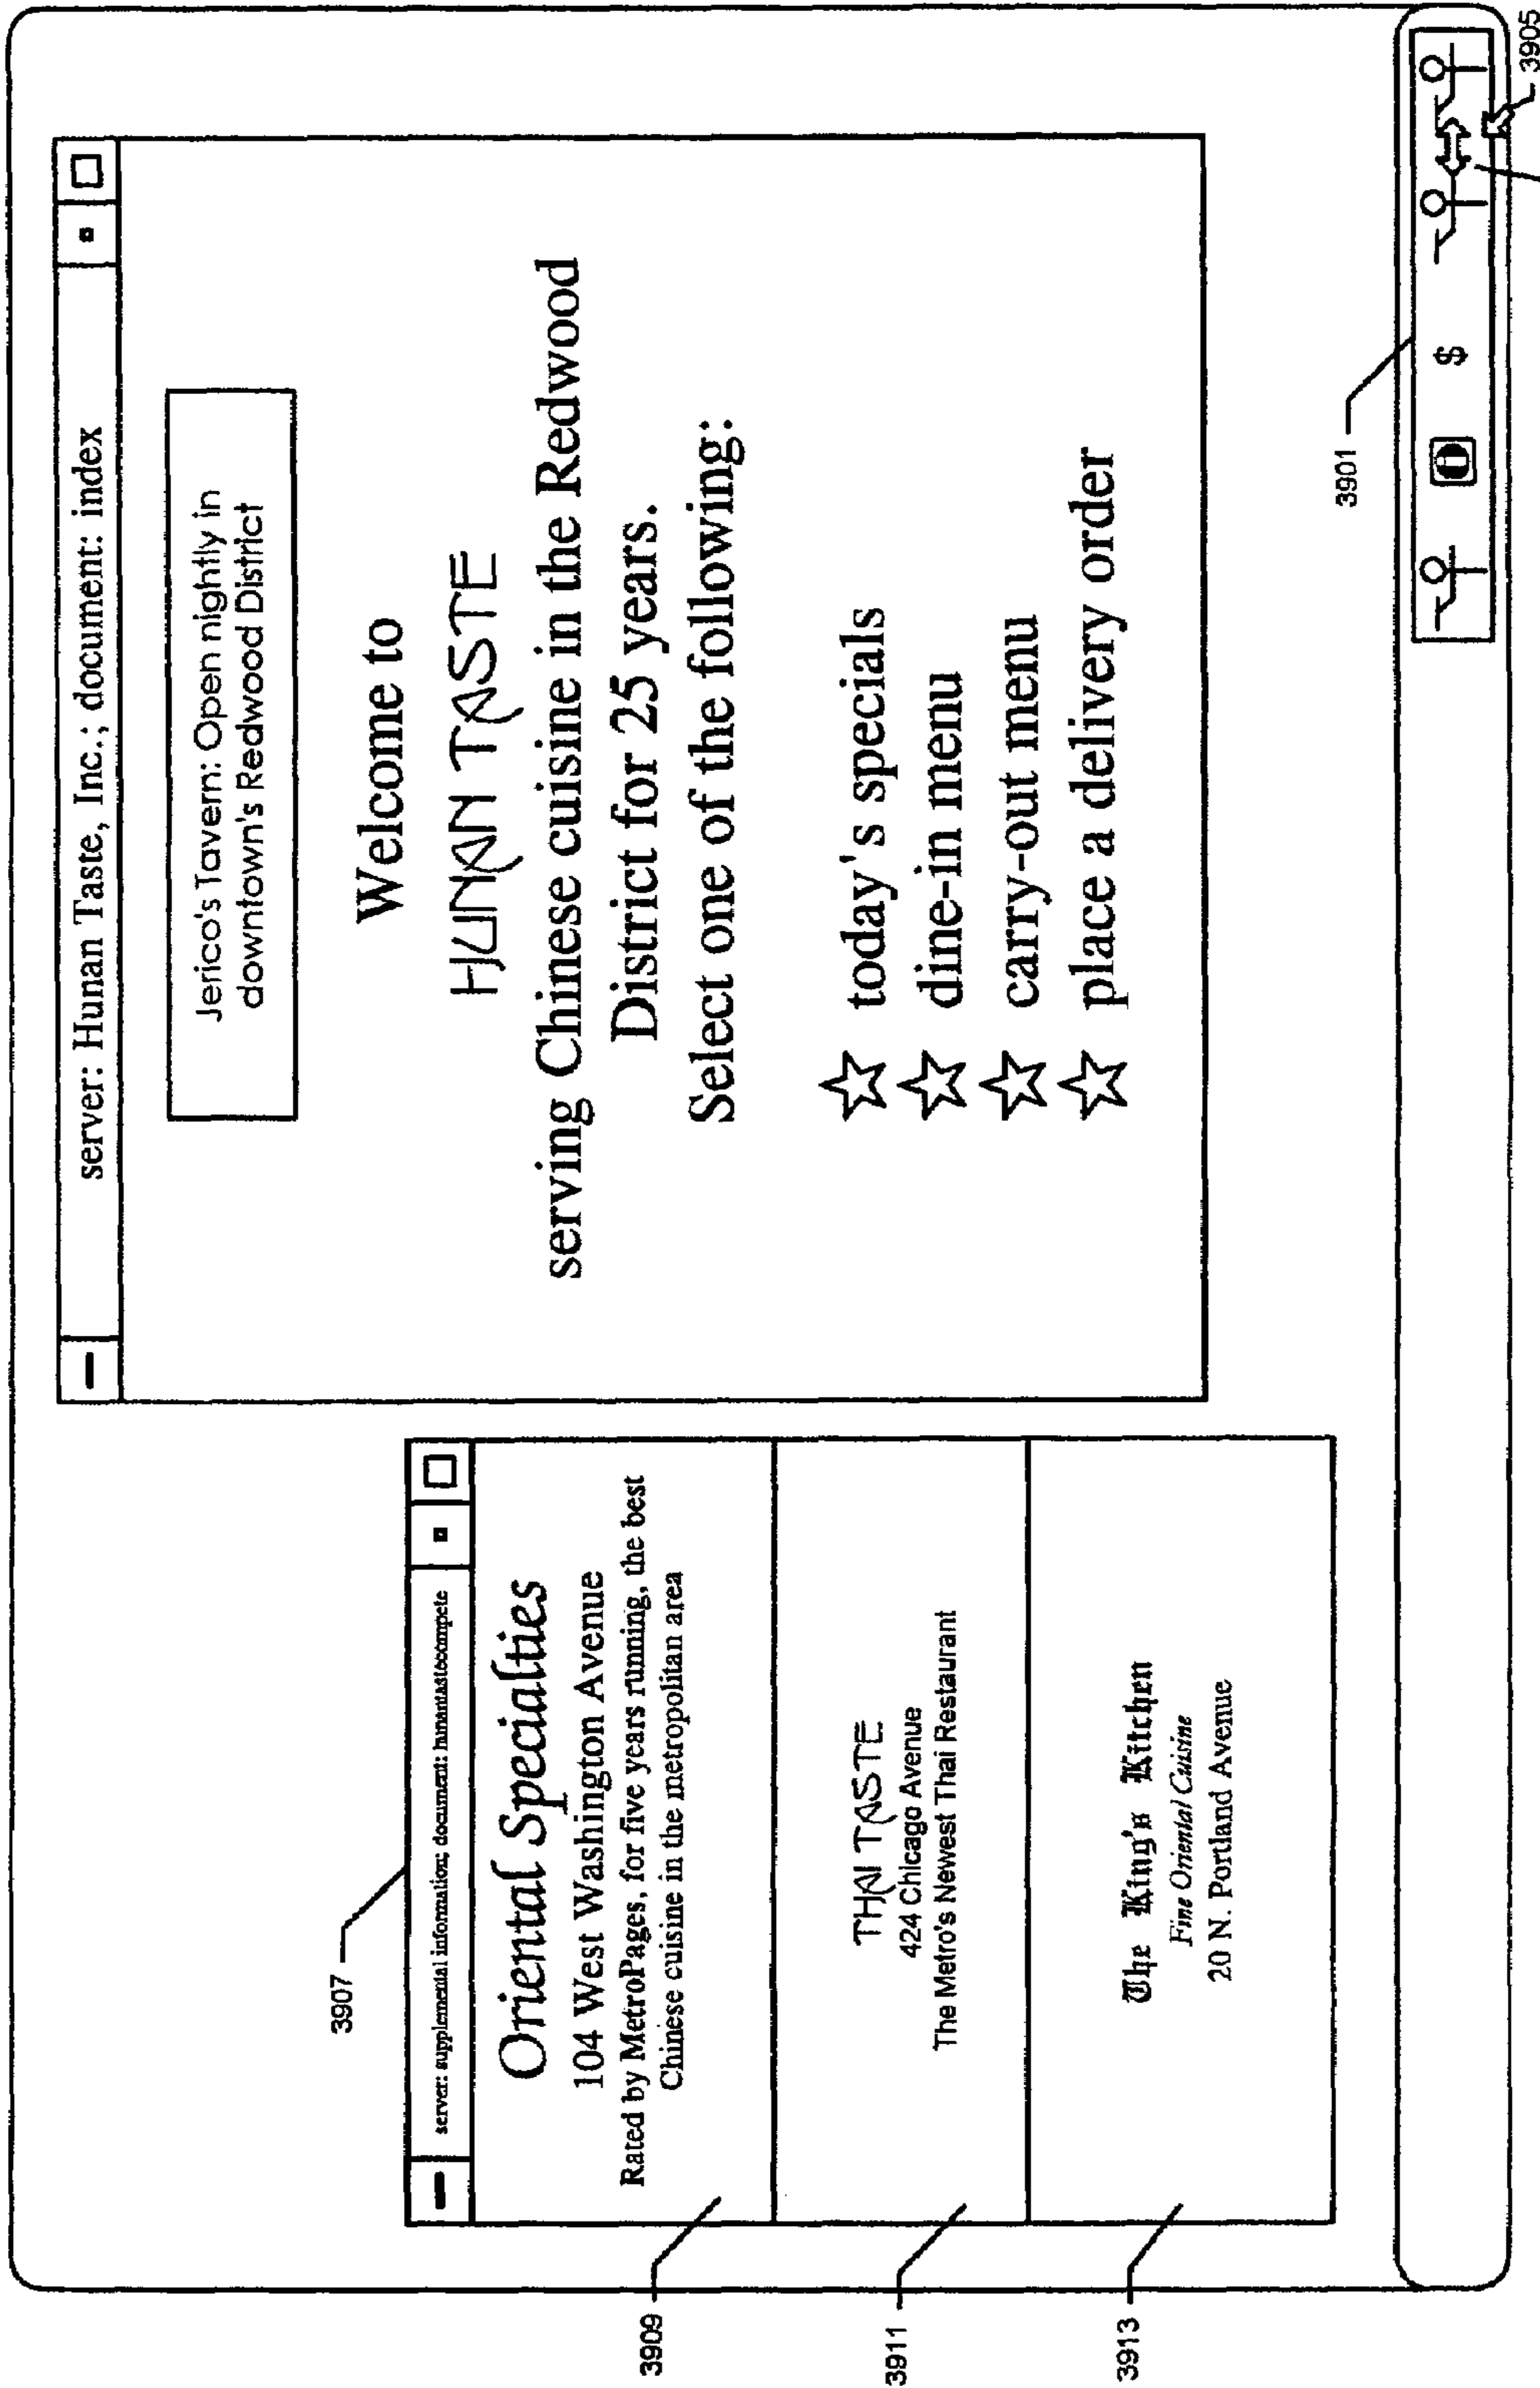 3907
server: supplemental information; document: hunantastecompete
Oriental Specialties
104 West Washington Avenue
Rated by MetroPages, for five years running, the best
Chinese cuisine in the metropolitan area
3909
THAI TASTE
424 Chicago Avenue
The Metro's Newest Thai Restaurant
3911
The King's Kitchen
Fine Oriental Cuisine
20 N. Portland Avenue
3913
server: Hunan Taste, Inc.; document: index
Jerico's Tavern: Open nightly in
downtown's Redwood District
Welcome to
HUNAN TASTE
serving Chinese cuisine in the Redwood
District for 25 years.
Select one of the following:
☆ today's specials
☆ dine-in menu
☆ carry-out menu
☆ place a delivery order
3901
i $
3905